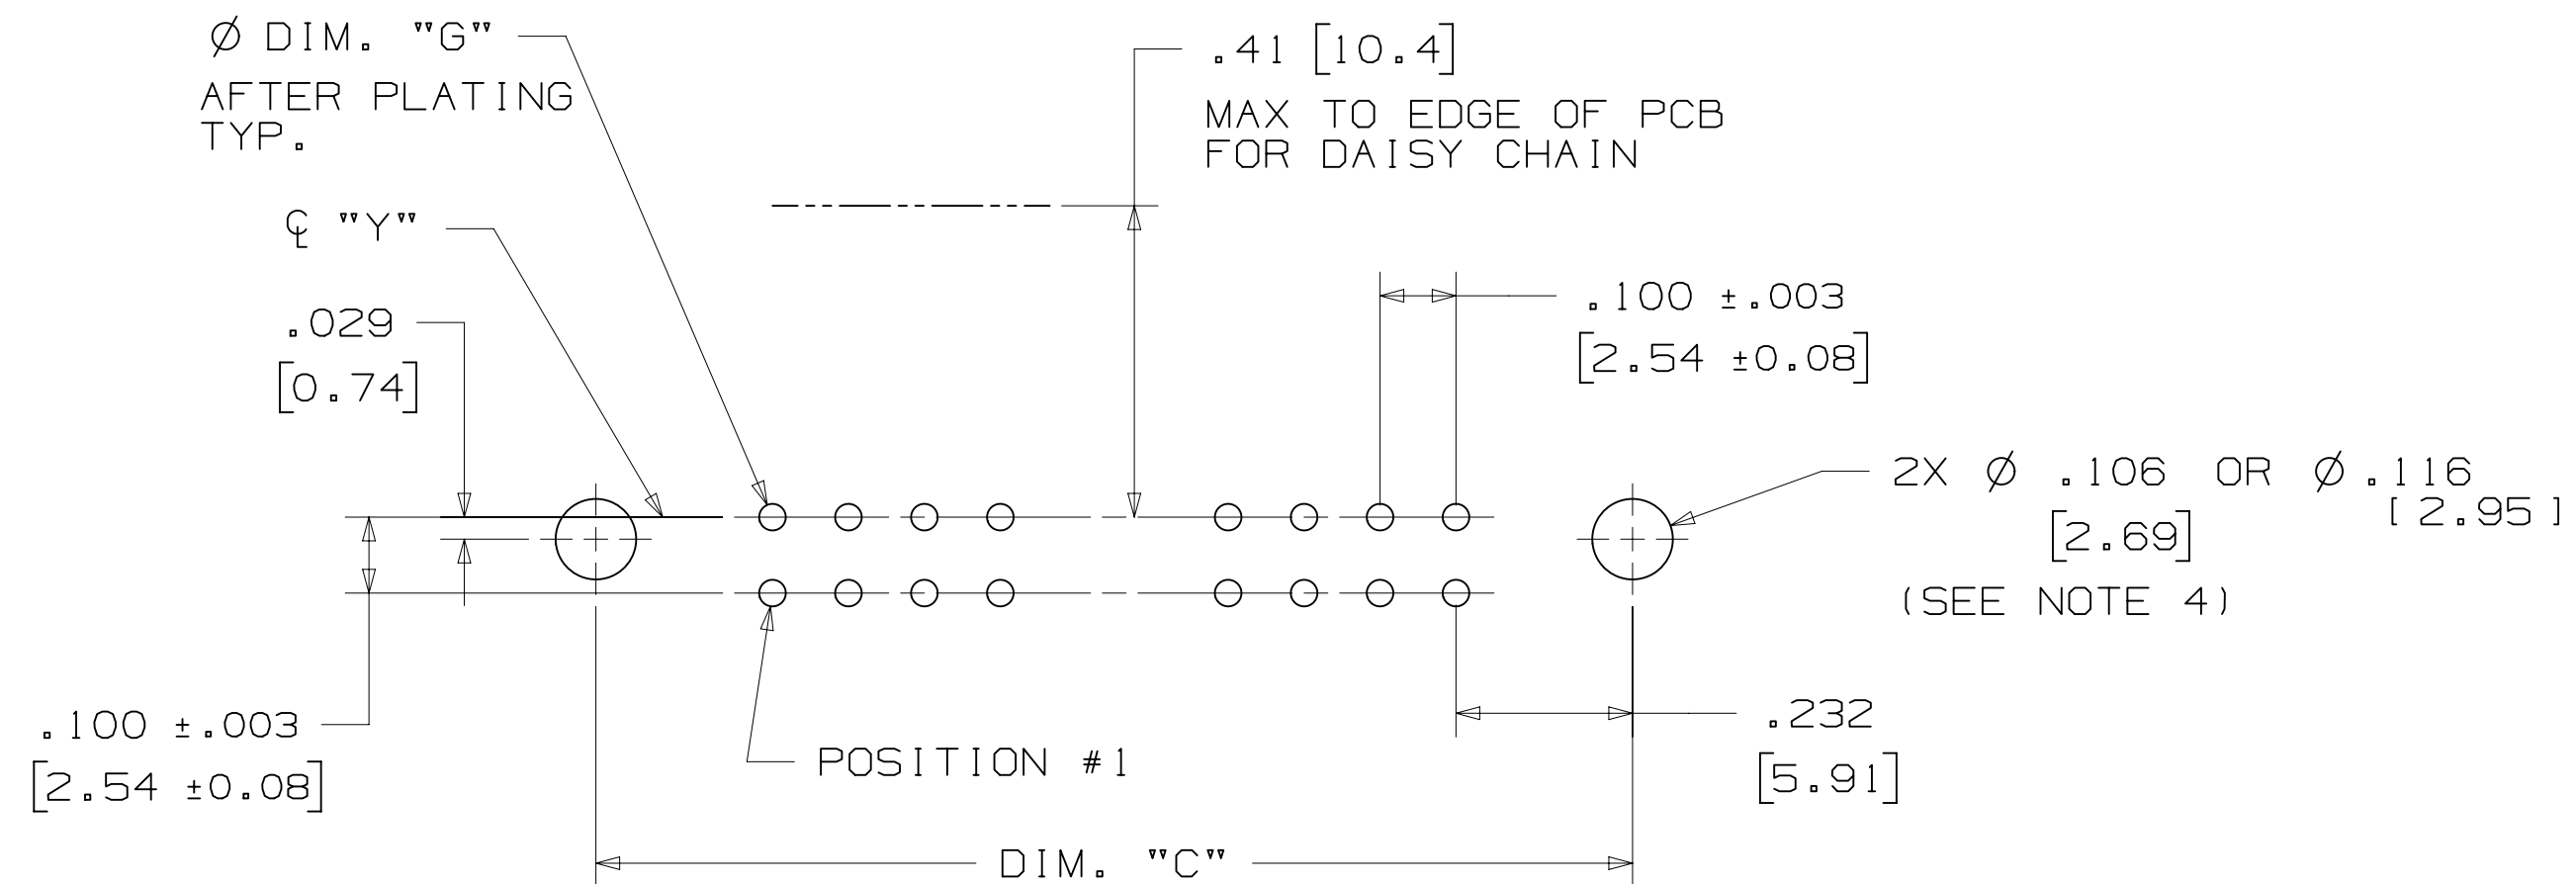 Ø DIM. "G"
AFTER PLATING
TYP.
℄ "Y"
.029
[0.74]
.41 [10.4]
MAX TO EDGE OF PCB
FOR DAISY CHAIN
.100 ±.003
[2.54 ±0.08]
2X Ø .106 OR Ø .116
[2.69] [2.95]
(SEE NOTE 4)
.100 ±.003
[2.54 ±0.08]
POSITION #1
.232
[5.91]
DIM. "C"